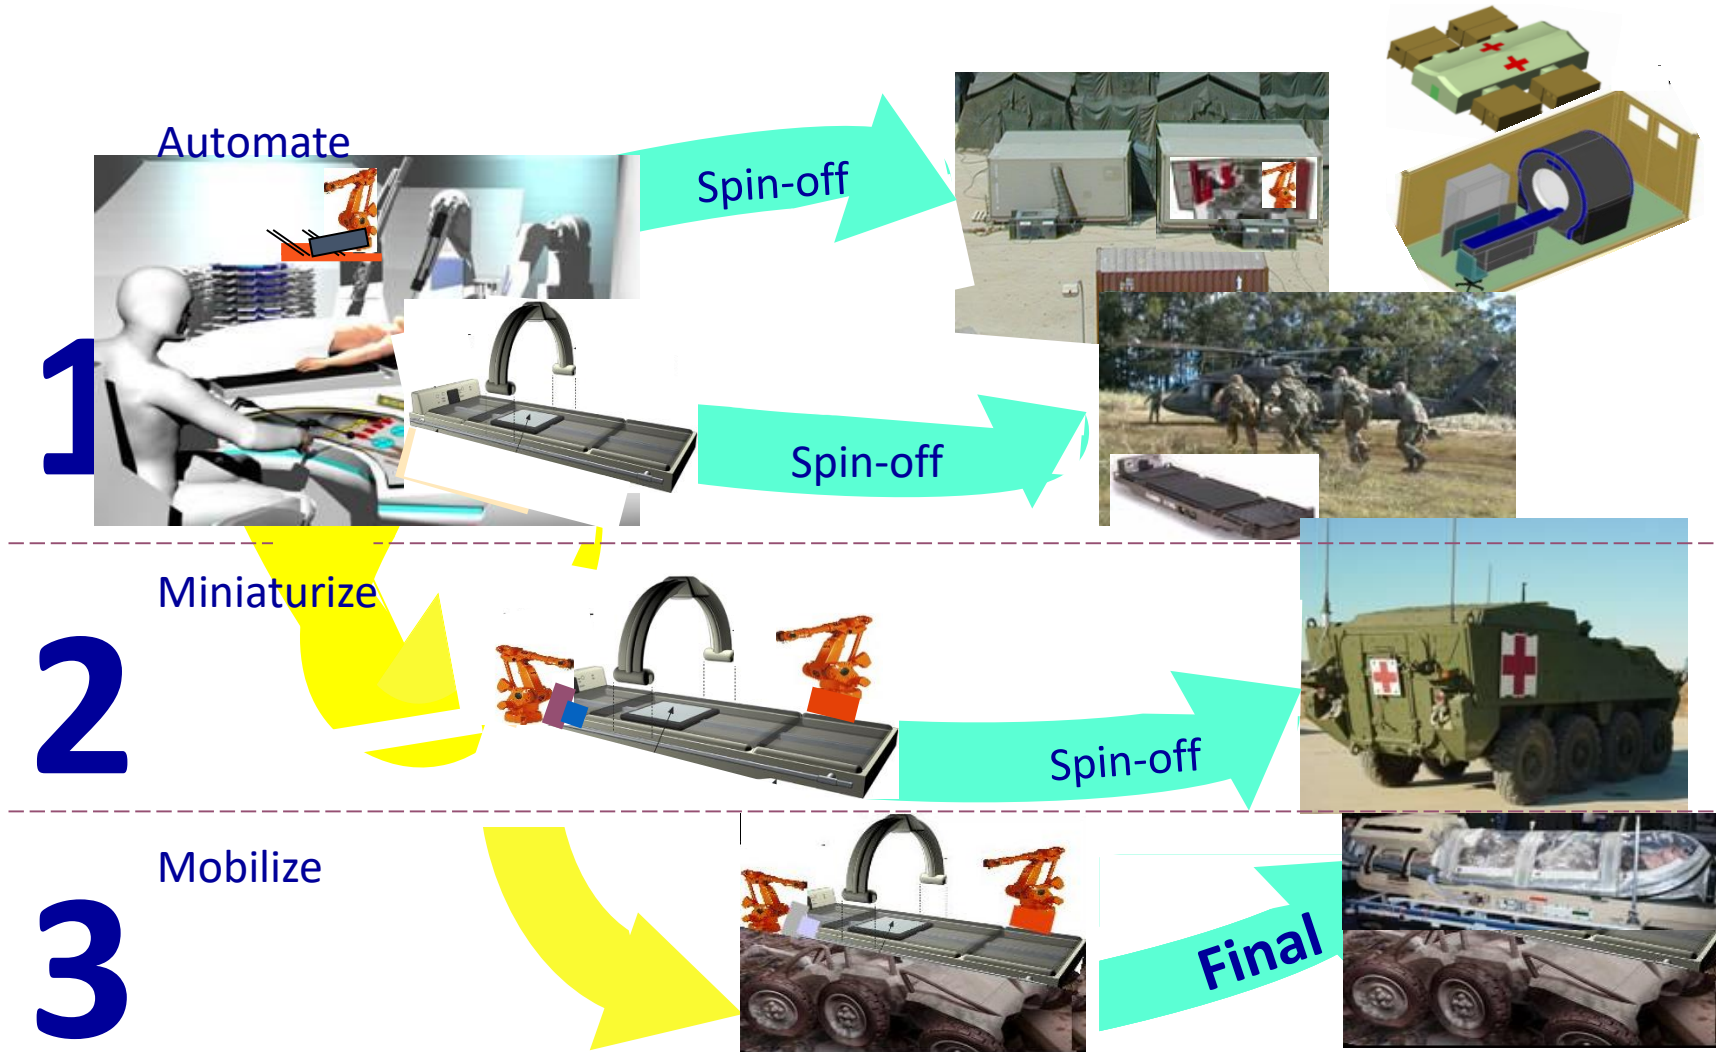 Automate
Spin-off
1
Spin-off
Miniaturize
2
Spin-off
Mobilize
3
Final